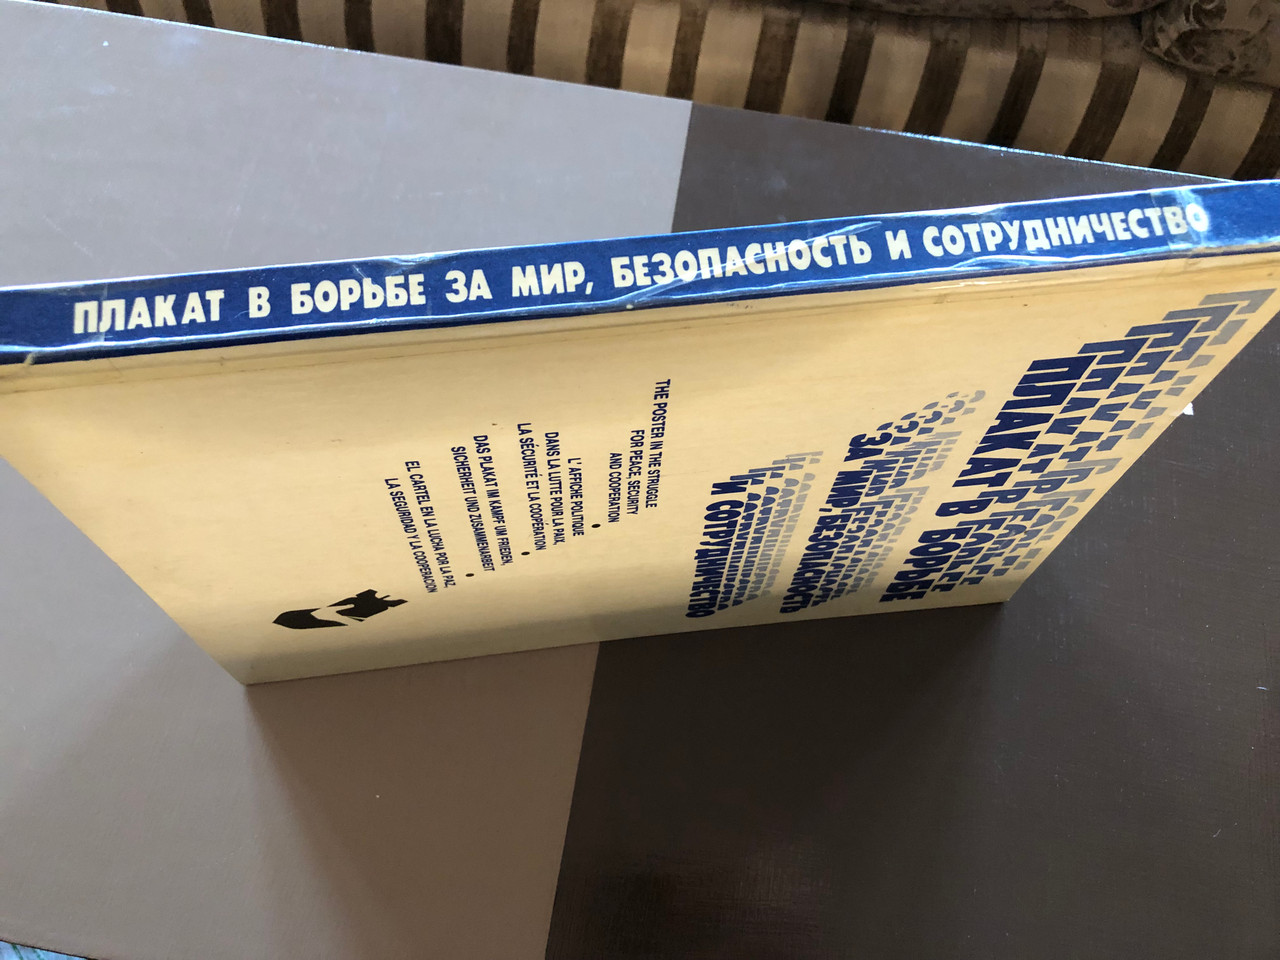 ПЛАКАТ В БОРЬБЕ ЗА МИР, БЕЗОПАСНОСТЬ И СОТРУДНИЧЕСТВО
ПЛАКАТ В БОРЬБЕ
ЗА МИР, БЕЗОПАСНОСТЬ
И СОТРУДНИЧЕСТВО
THE POSTER IN THE STRUGGLE
FOR PEACE, SECURITY
AND COOPERATION
•
L' AFFICHE POLITIQUE
DANS LA LUTTE POUR LA PAIX,
LA SÉCURITÉ ET LA COOPÉRATION
•
DAS PLAKAT IM KAMPF UM FRIEDEN,
SICHERHEIT UND ZUSAMMENARBEIT
•
EL CARTEL EN LA LUCHA POR LA PAZ,
LA SEGURIDAD Y LA COOPERACION